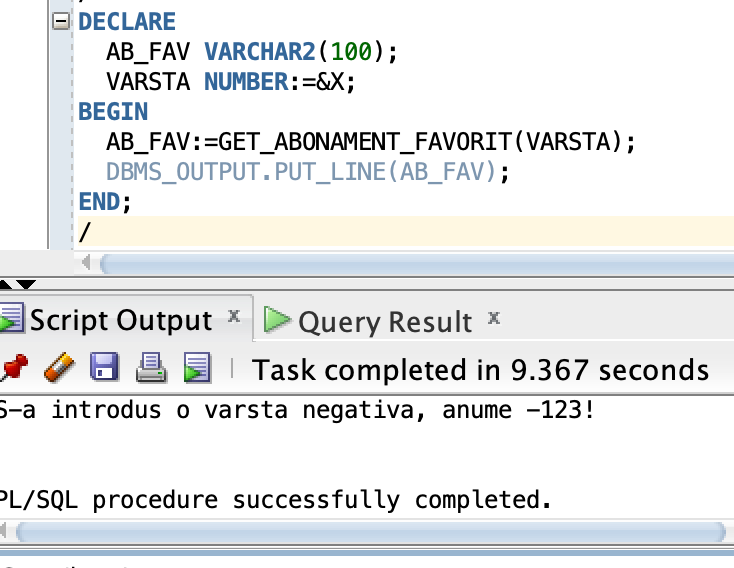 DECLARE
AB_FAV VARCHAR2(100);
VARSTA NUMBER:=&X;
BEGIN
AB_FAV:=GET_ABONAMENT_FAVORIT(VARSTA);
DBMS_OUTPUT.PUT_LINE(AB_FAV);
END;
/
Script Output x Query Result x
Task completed in 9.367 seconds
S-a introdus o varsta negativa, anume -123!
PL/SQL procedure successfully completed.